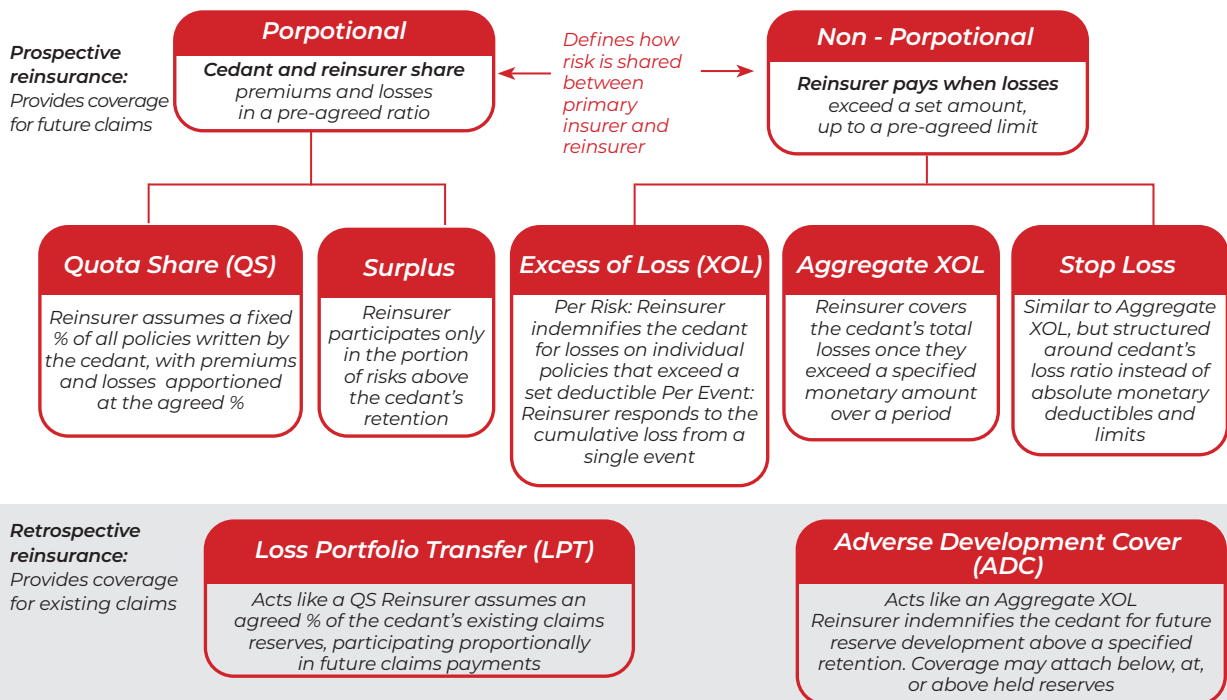 Prospective
reinsurance:
Provides coverage
for future claims
Porpotional
Cedant and reinsurer share
premiums and losses
in a pre-agreed ratio
Defines how
risk is shared
between
primary
insurer and
reinsurer
Non - Porpotional
Reinsurer pays when losses
exceed a set amount,
up to a pre-agreed limit
Quota Share (QS)
Reinsurer assumes a fixed
% of all policies written by
the cedant, with premiums
and losses apportioned
at the agreed %
Surplus
Reinsurer
participates only
in the portion
of risks above
the cedant's
retention
Excess of Loss (XOL)
Per Risk: Reinsurer
indemnifies the cedant
for losses on individual
policies that exceed a
set deductible Per Event:
Reinsurer responds to the
cumulative loss from a
single event
Aggregate XOL
Reinsurer covers
the cedant's total
losses once they
exceed a specified
monetary amount
over a period
Stop Loss
Similar to Aggregate
XOL, but structured
around cedant's
loss ratio instead of
absolute monetary
deductibles and
limits
Retrospective
reinsurance:
Provides coverage
for existing claims
Loss Portfolio Transfer (LPT)
Acts like a QS Reinsurer assumes an
agreed % of the cedant's existing claims
reserves, participating proportionally
in future claims payments
Adverse Development Cover
(ADC)
Acts like an Aggregate XOL
Reinsurer indemnifies the cedant for future
reserve development above a specified
retention. Coverage may attach below, at,
or above held reserves